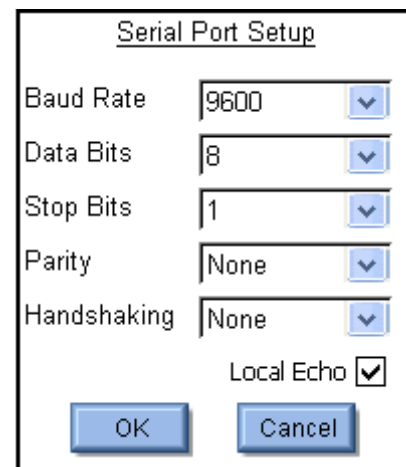 Serial Port Setup
Baud Rate 9600
Data Bits 8
Stop Bits 1
Parity None
Handshaking None
Local Echo
OK Cancel